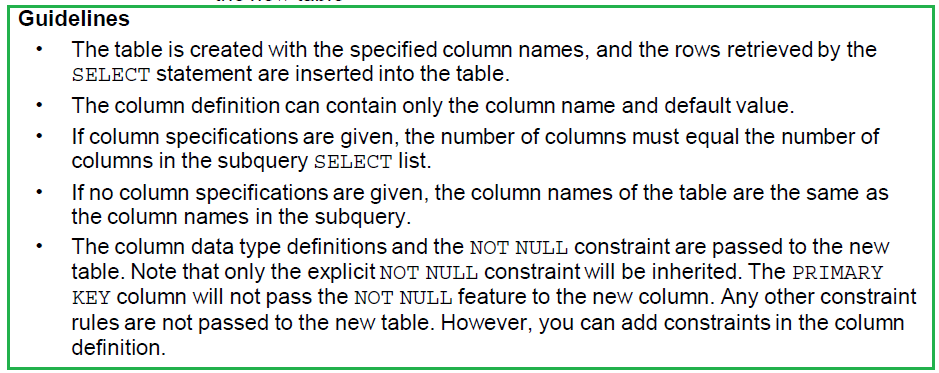 Guidelines
• The table is created with the specified column names, and the rows retrieved by the
SELECT statement are inserted into the table.
• The column definition can contain only the column name and default value.
• If column specifications are given, the number of columns must equal the number of
columns in the subquery SELECT list.
• If no column specifications are given, the column names of the table are the same as
the column names in the subquery.
• The column data type definitions and the NOT NULL constraint are passed to the new
table. Note that only the explicit NOT NULL constraint will be inherited. The PRIMARY
KEY column will not pass the NOT NULL feature to the new column. Any other constraint
rules are not passed to the new table. However, you can add constraints in the column
definition.